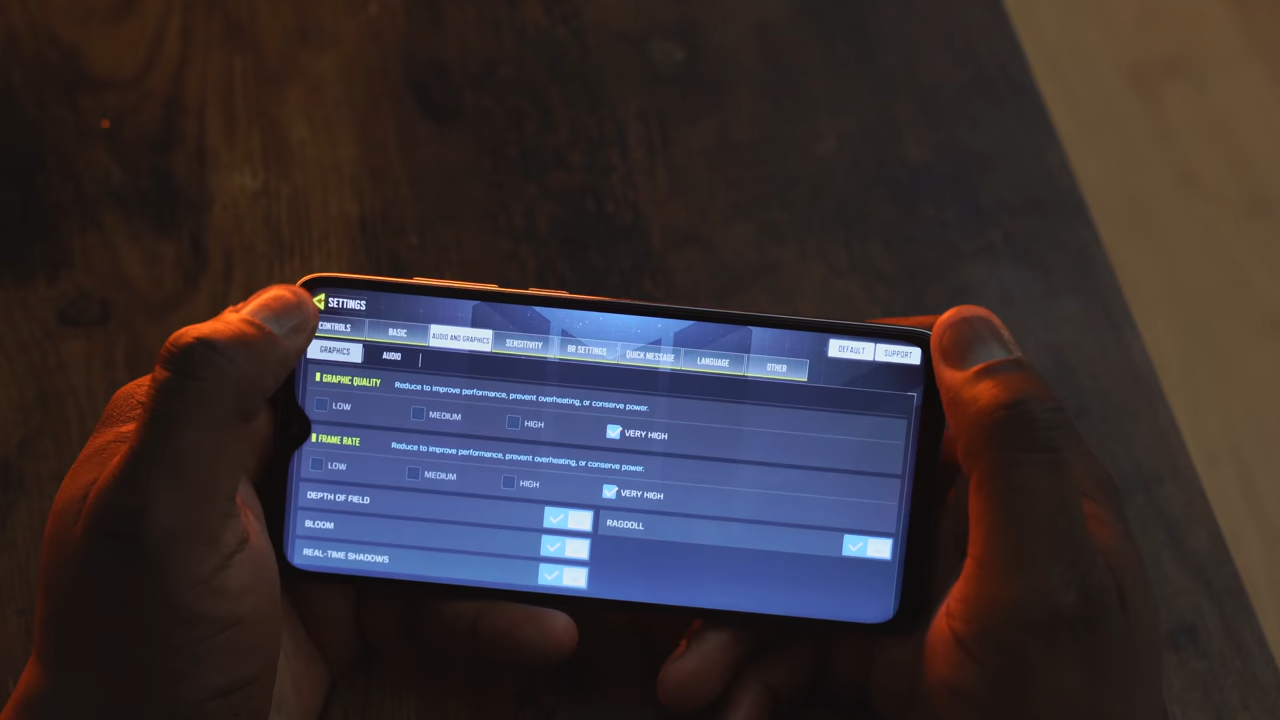 SETTINGS
CONTROLS BASIC AUDIO AND GRAPHICS SENSITIVITY BR SETTINGS QUICK MESSAGE LANGUAGE OTHER DEFAULT SUPPORT
GRAPHICS AUDIO
GRAPHIC QUALITY Reduce to improve performance, prevent overheating, or conserve power.
LOW MEDIUM HIGH VERY HIGH
FRAME RATE Reduce to improve performance, prevent overheating, or conserve power.
LOW MEDIUM HIGH VERY HIGH
DEPTH OF FIELD RAGDOLL
BLOOM
REAL-TIME SHADOWS